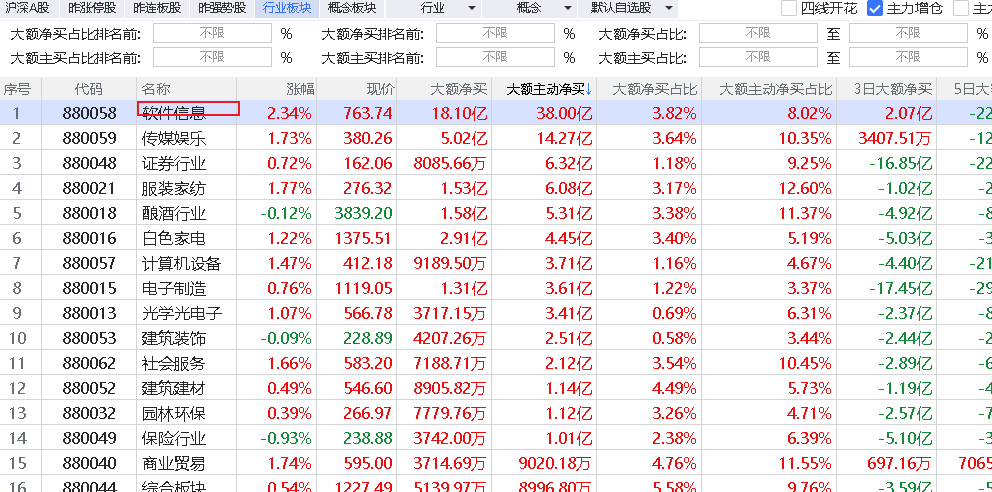 沪深A股 昨涨停股 昨连板股 昨强势股 行业板块 概念板块 行业 概念 默认自选股 四线开花 主力增仓
大额净买占比排名前: 不限 % 大额净买排名前: 不限 % 大额净买占比: 不限 至 不限 %
大额主买占比排名前: 不限 % 大额主买排名前: 不限 % 大额主买占比: 不限 至 不限 %
序号 代码 名称 涨幅 现价 大额净买 大额主动净买↓ 大额净买占比 大额主动净买占比 3日大额净买 5日大
1 880058 软件信息 2.34% 763.74 18.10亿 38.00亿 3.82% 8.02% 2.07亿 -22
2 880059 传媒娱乐 1.73% 380.26 5.02亿 14.27亿 3.64% 10.35% 3407.51万 -12
3 880048 证券行业 0.72% 162.06 8085.66万 6.32亿 1.18% 9.25% -16.85亿 -22
4 880021 服装家纺 1.77% 276.32 1.53亿 6.08亿 3.17% 12.60% -1.02亿 -2
5 880018 酿酒行业 -0.12% 3839.20 1.58亿 5.31亿 3.38% 11.37% -4.92亿 -8
6 880016 白色家电 1.22% 1375.51 2.91亿 4.45亿 3.40% 5.19% -5.03亿 -3
7 880057 计算机设备 1.47% 412.18 9189.50万 3.71亿 1.16% 4.67% -4.40亿 -21
8 880015 电子制造 0.76% 1119.05 1.31亿 3.61亿 1.22% 3.37% -17.45亿 -29
9 880013 光学光电子 1.07% 566.78 3717.15万 3.41亿 0.69% 6.31% -2.37亿 -8
10 880053 建筑装饰 -0.09% 228.89 4207.26万 2.51亿 0.58% 3.44% -2.44亿 -2
11 880062 社会服务 1.66% 583.20 7188.71万 2.12亿 3.54% 10.45% -2.89亿 -6
12 880052 建筑建材 0.49% 546.60 8905.82万 1.14亿 4.49% 5.73% -1.19亿 -4
13 880032 园林环保 0.39% 266.97 7779.76万 1.12亿 3.26% 4.71% -2.57亿 -7
14 880049 保险行业 -0.93% 238.88 3742.00万 1.01亿 2.38% 6.39% -5.10亿 -3
15 880040 商业贸易 1.74% 595.00 3714.69万 9020.18万 4.76% 11.55% 697.16万 7065
16 880044 综合板块 0.54% 1227.49 5139.97万 8996.80万 5.58% 9.76% -3.59亿